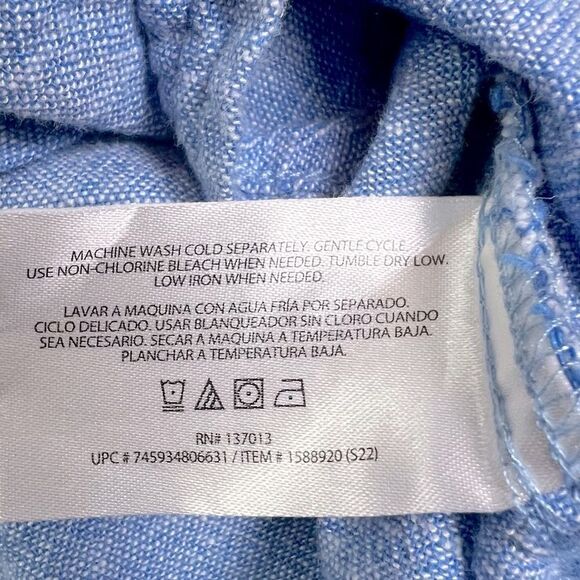 MACHINE WASH COLD SEPARATELY. GENTLE CYCLE.
USE NON-CHLORINE BLEACH WHEN NEEDED. TUMBLE DRY LOW.
LOW IRON WHEN NEEDED.
LAVAR A MAQUINA CON AGUA FRÍA POR SEPARADO.
CICLO DELICADO. USAR BLANQUEADOR SIN CLORO CUANDO
SEA NECESARIO. SECAR A MAQUINA A TEMPERATURA BAJA.
PLANCHAR A TEMPERATURA BAJA.
RN# 137013
UPC # 745934806631 / ITEM # 1588920 (S22)